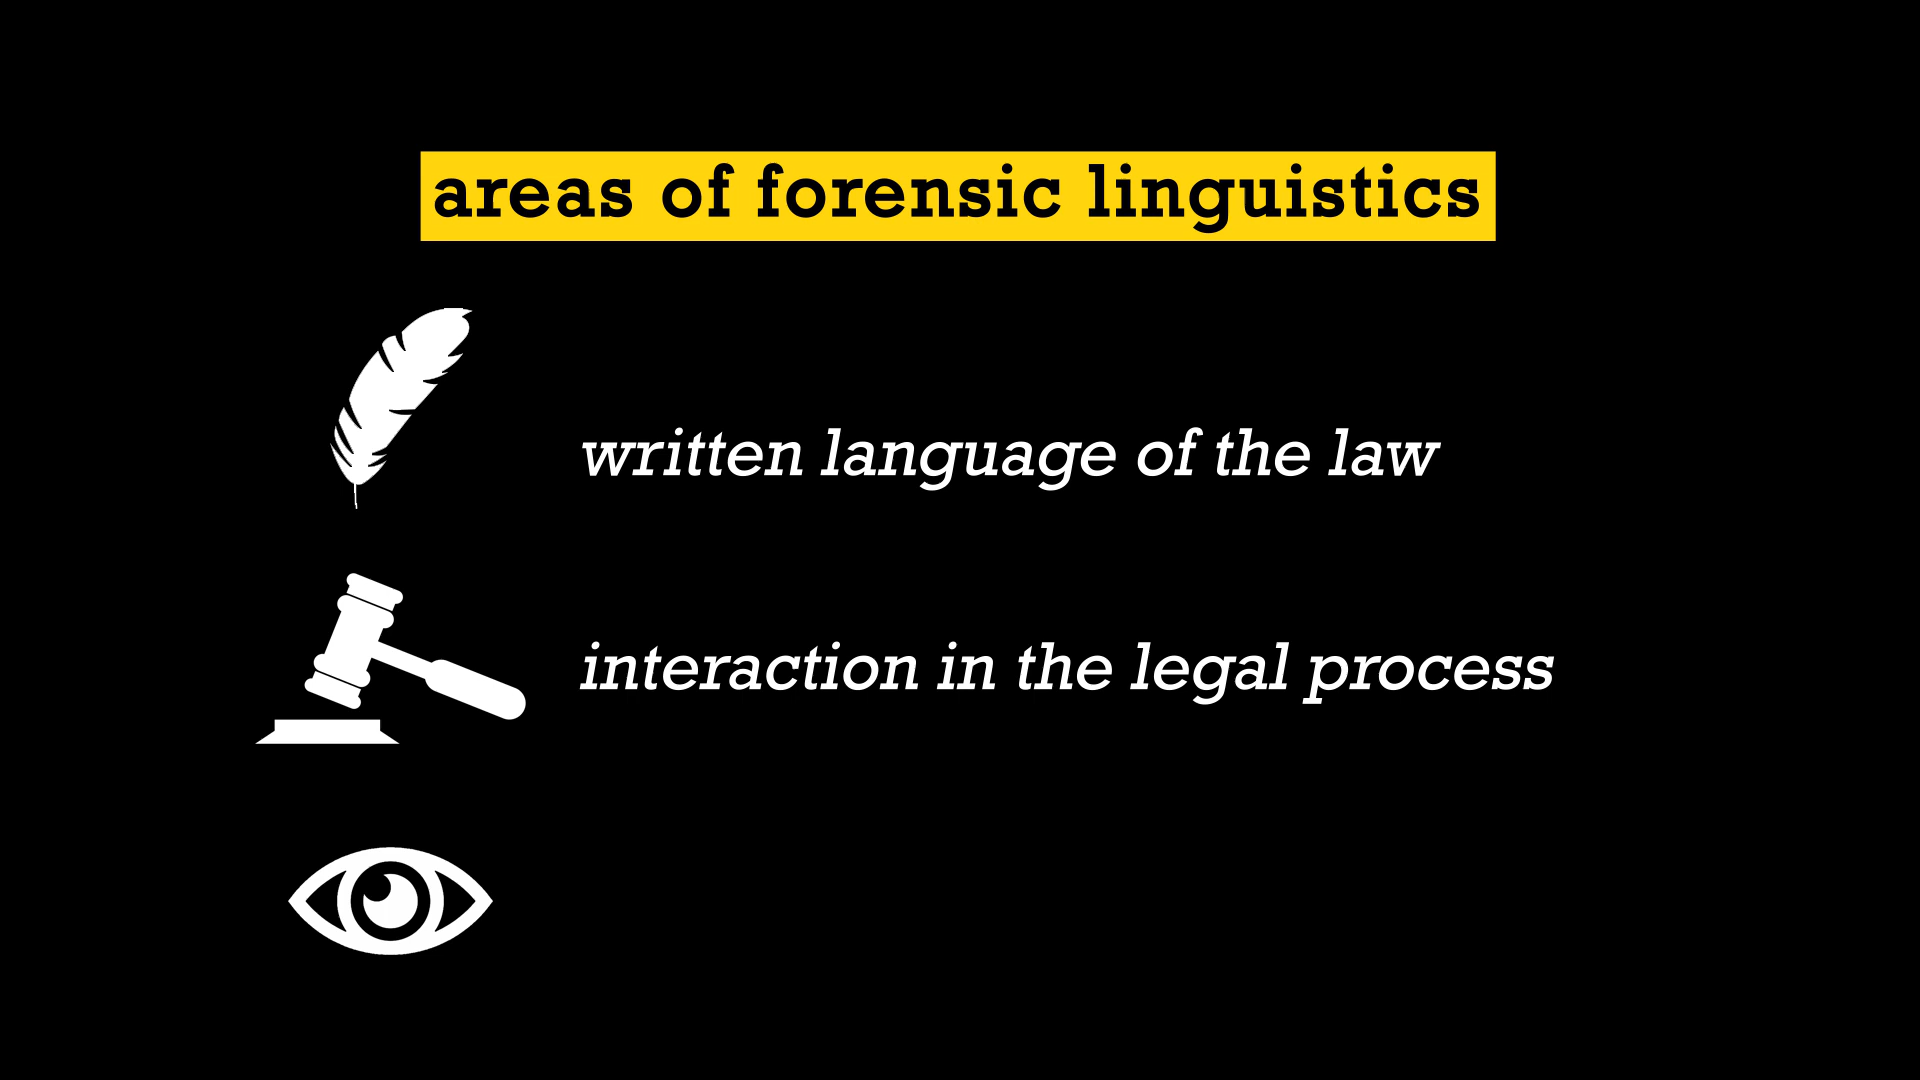 areas of forensic linguistics
written language of the law
interaction in the legal process